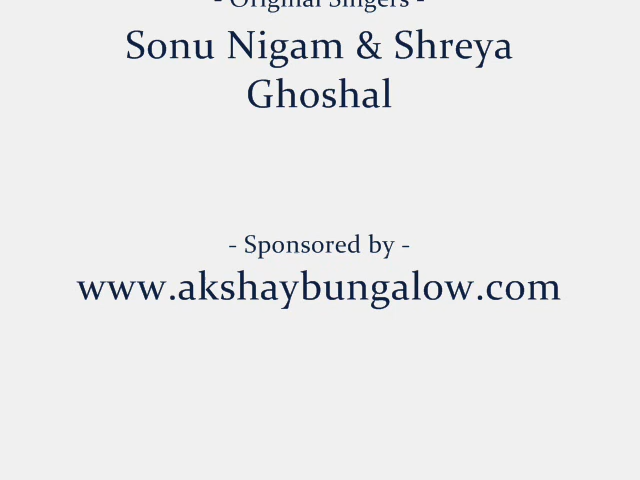 - Original Singers -
Sonu Nigam & Shreya
Ghoshal
- Sponsored by -
www.akshaybungalow.com